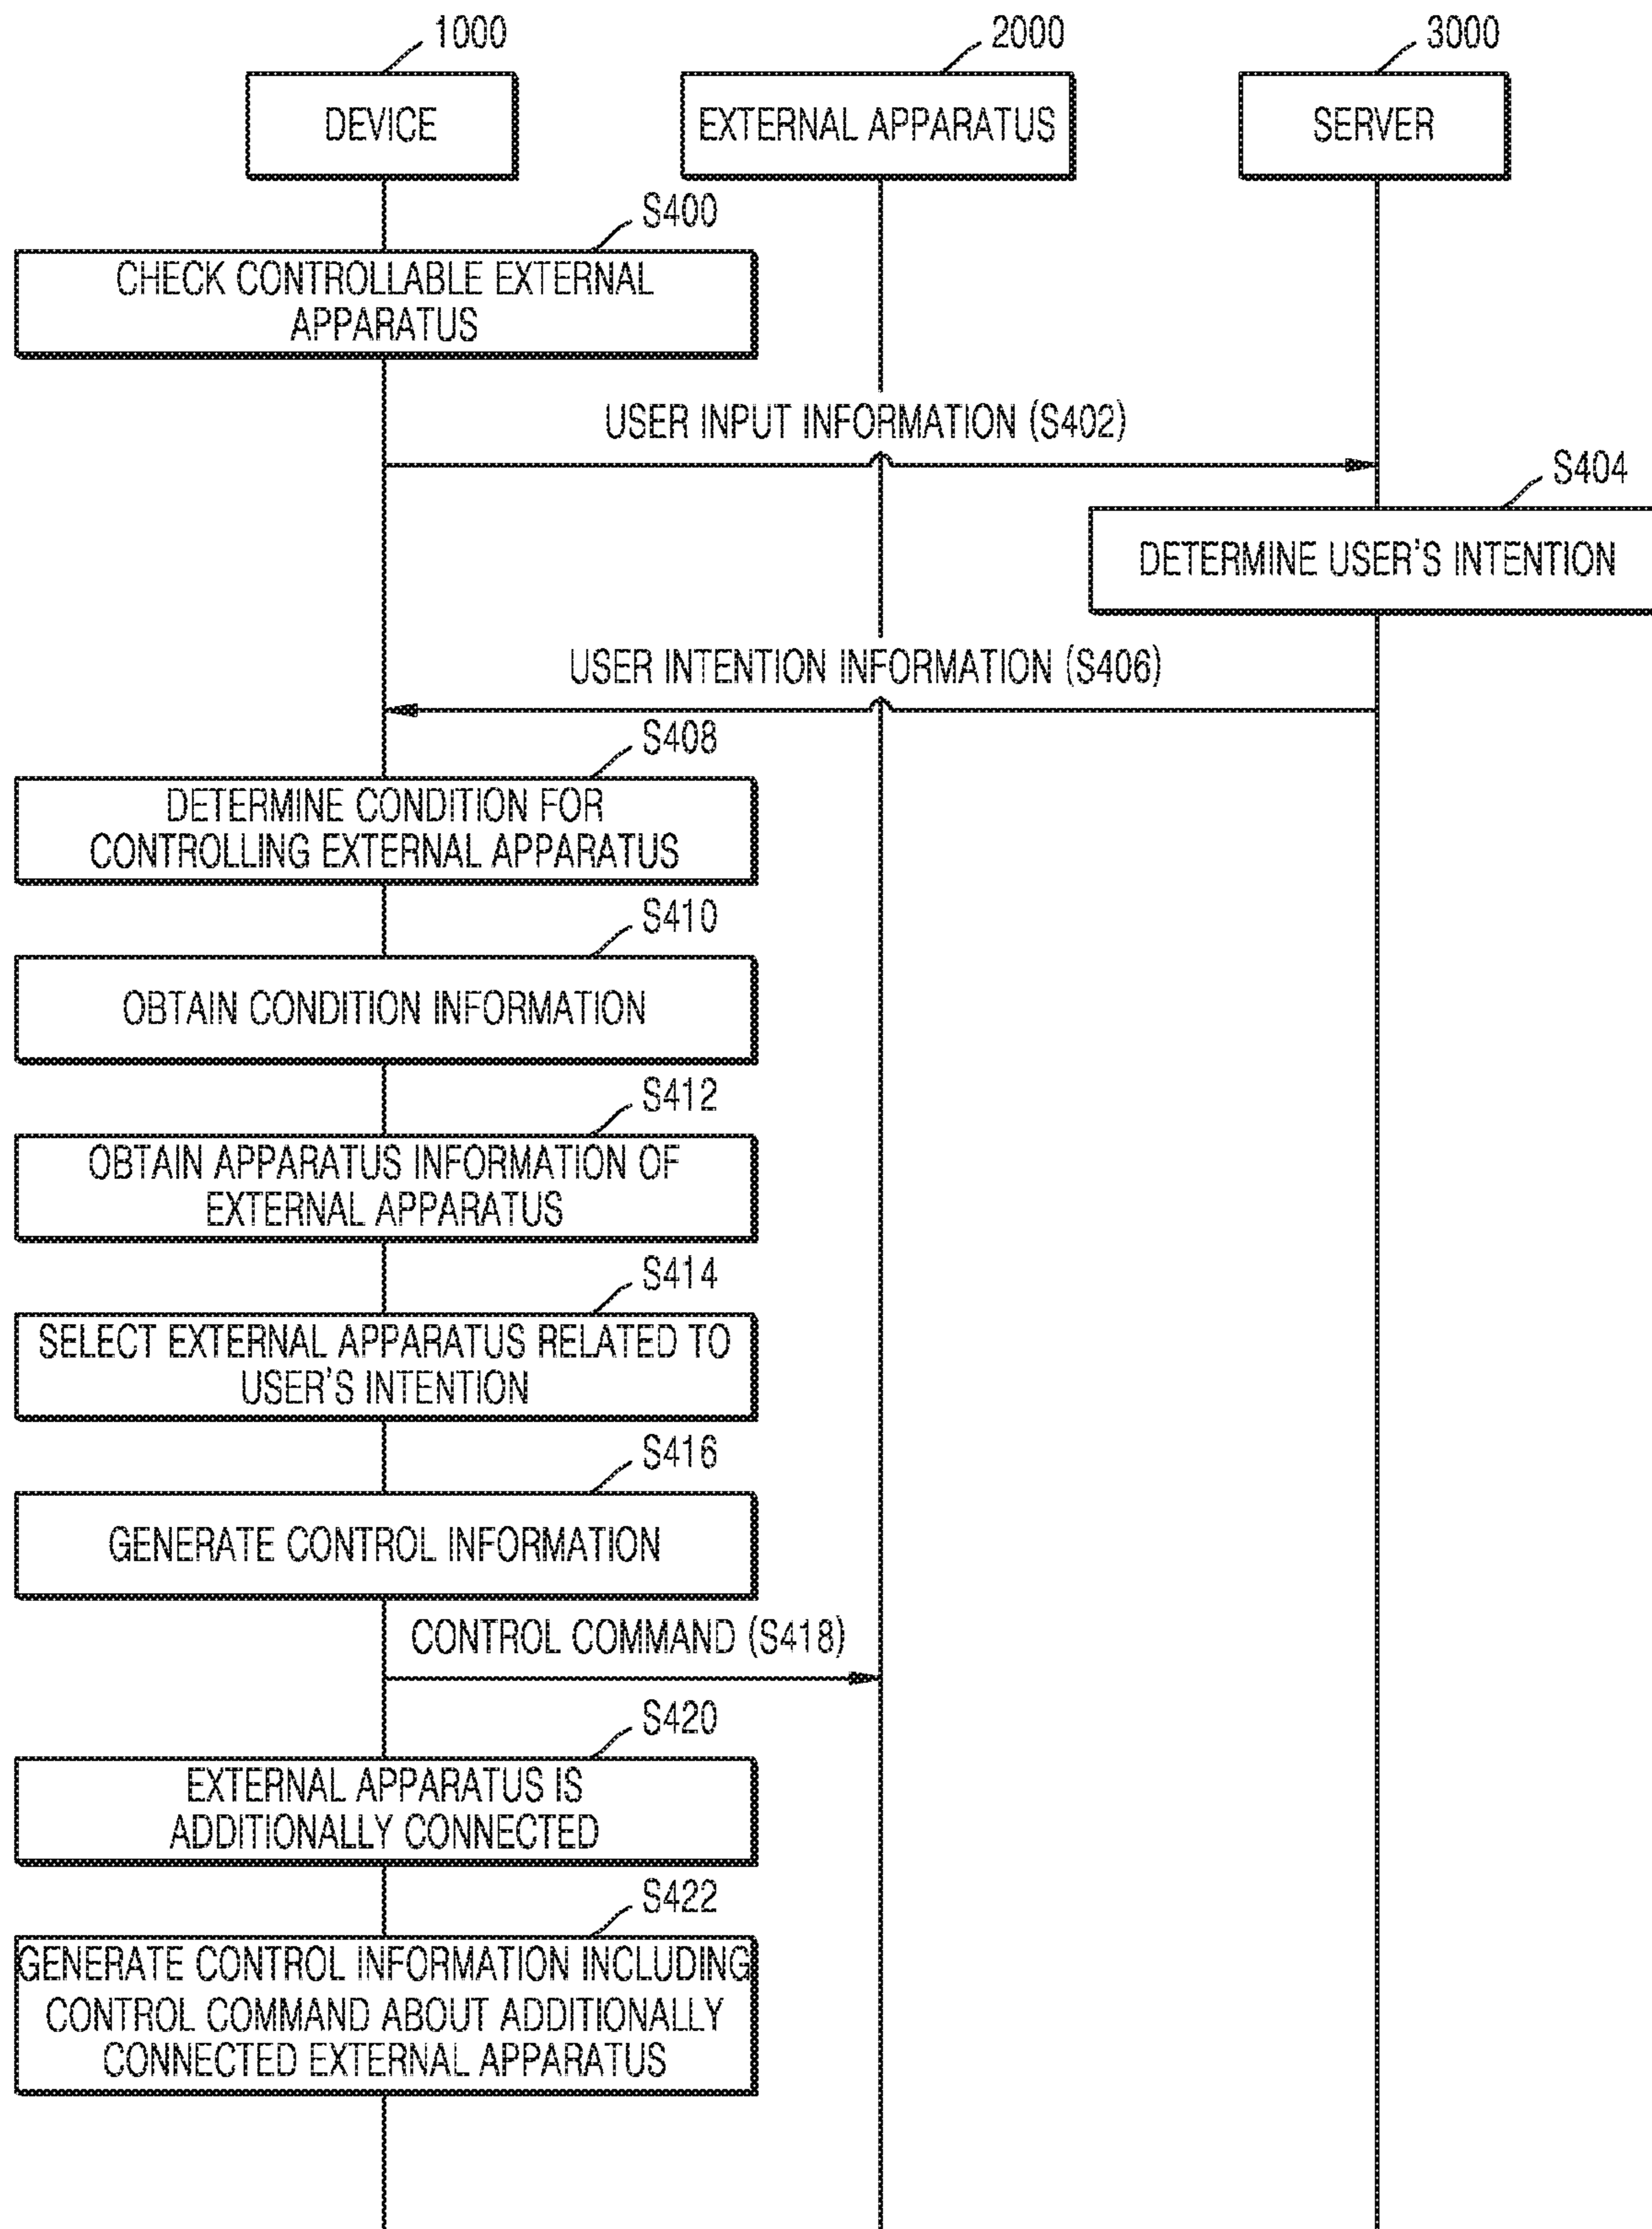 1000
2000
3000
DEVICE
EXTERNAL APPARATUS
SERVER
S400
CHECK CONTROLLABLE EXTERNAL
APPARATUS
USER INPUT INFORMATION (S402)
S404
DETERMINE USER'S INTENTION
USER INTENTION INFORMATION (S406)
S408
DETERMINE CONDITION FOR
CONTROLLING EXTERNAL APPARATUS
S410
OBTAIN CONDITION INFORMATION
S412
OBTAIN APPARATUS INFORMATION OF
EXTERNAL APPARATUS
S414
SELECT EXTERNAL APPARATUS RELATED TO
USER'S INTENTION
S416
GENERATE CONTROL INFORMATION
CONTROL COMMAND (S418)
S420
EXTERNAL APPARATUS IS
ADDITIONALLY CONNECTED
S422
GENERATE CONTROL INFORMATION INCLUDING
CONTROL COMMAND ABOUT ADDITIONALLY
CONNECTED EXTERNAL APPARATUS